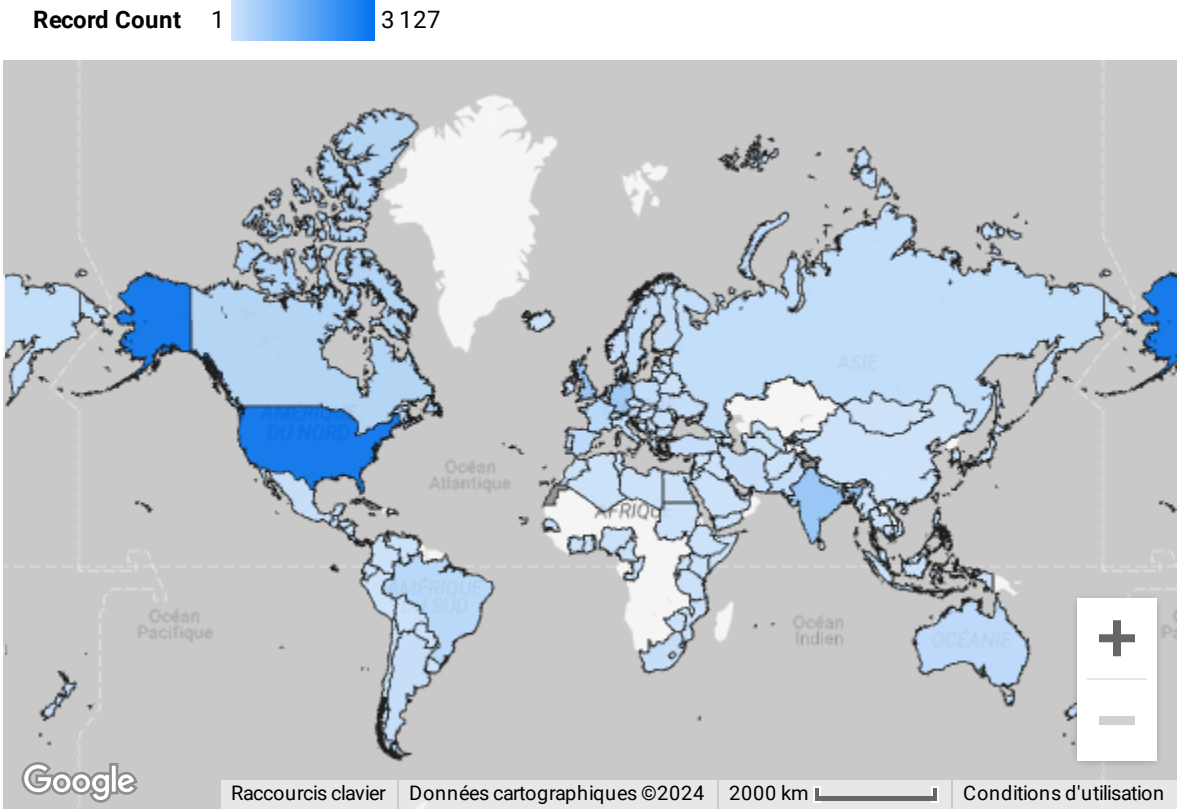 Record Count 1 3 127
ASIE
AMÉRIQUE
DU NORD
Océan
Atlantique
AFRIQUE
AMÉRIQUE
DU SUD
Océan
Pacifique
Océan
Indien
OCÉANIE
+
−
Google
Raccourcis clavier
Données cartographiques ©2024
2000 km
Conditions d'utilisation